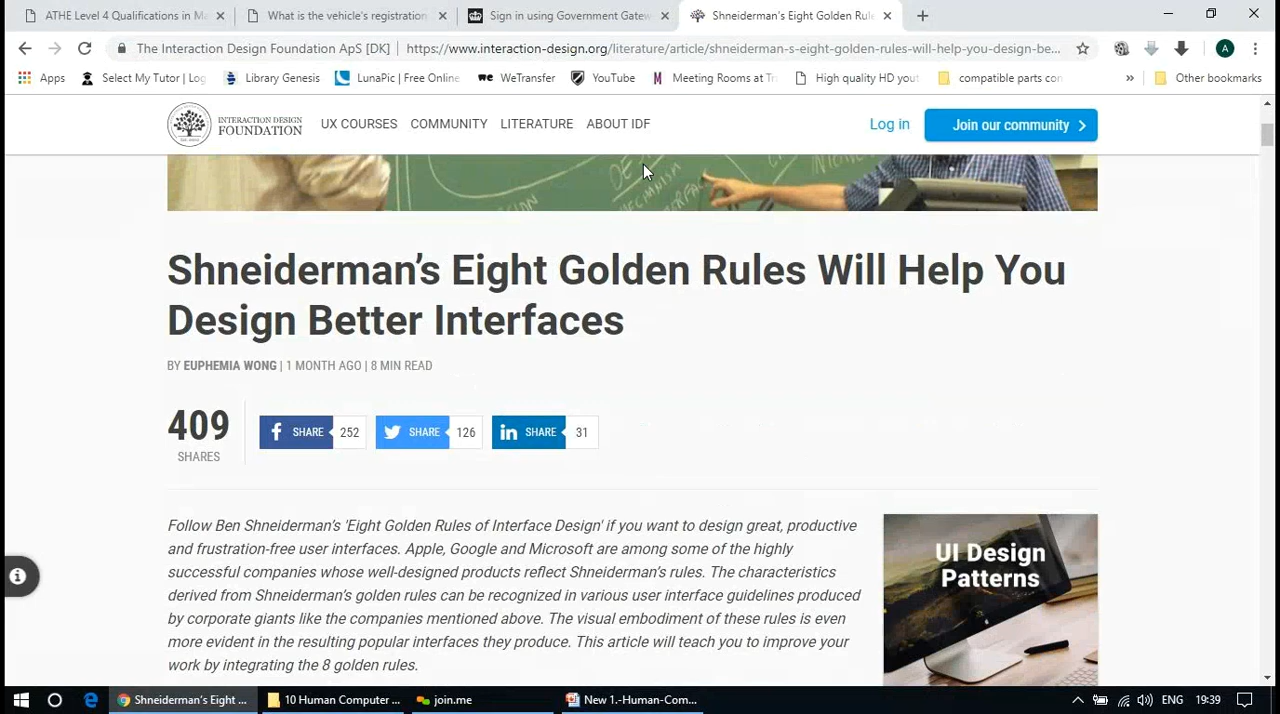 ATHE Level 4 Qualifications in Ma
What is the vehicle's registration
Sign in using Government Gatew
Shneiderman's Eight Golden Rule
The Interaction Design Foundation ApS [DK] | https://www.interaction-design.org/literature/article/shneiderman-s-eight-golden-rules-will-help-you-design-be...
A
Apps Select My Tutor | Log Library Genesis LunaPic | Free Online WeTransfer YouTube Meeting Rooms at Tr High quality HD yout compatible parts.con » Other bookmarks
INTERACTION DESIGN
FOUNDATION
UX COURSES COMMUNITY LITERATURE ABOUT IDF Log in Join our community
MECHANISM
Shneiderman's Eight Golden Rules Will Help You
Design Better Interfaces
BY EUPHEMIA WONG | 1 MONTH AGO | 8 MIN READ
409
SHARES
SHARE 252 SHARE 126 in SHARE 31
Follow Ben Shneiderman's 'Eight Golden Rules of Interface Design' if you want to design great, productive
and frustration-free user interfaces. Apple, Google and Microsoft are among some of the highly
successful companies whose well-designed products reflect Shneiderman's rules. The characteristics
derived from Shneiderman's golden rules can be recognized in various user interface guidelines produced
by corporate giants like the companies mentioned above. The visual embodiment of these rules is even
more evident in the resulting popular interfaces they produce. This article will teach you to improve your
work by integrating the 8 golden rules.
UI Design
Patterns
Shneiderman's Eight ... 10 Human Computer ... join.me New 1.-Human-Com... ENG 19:39